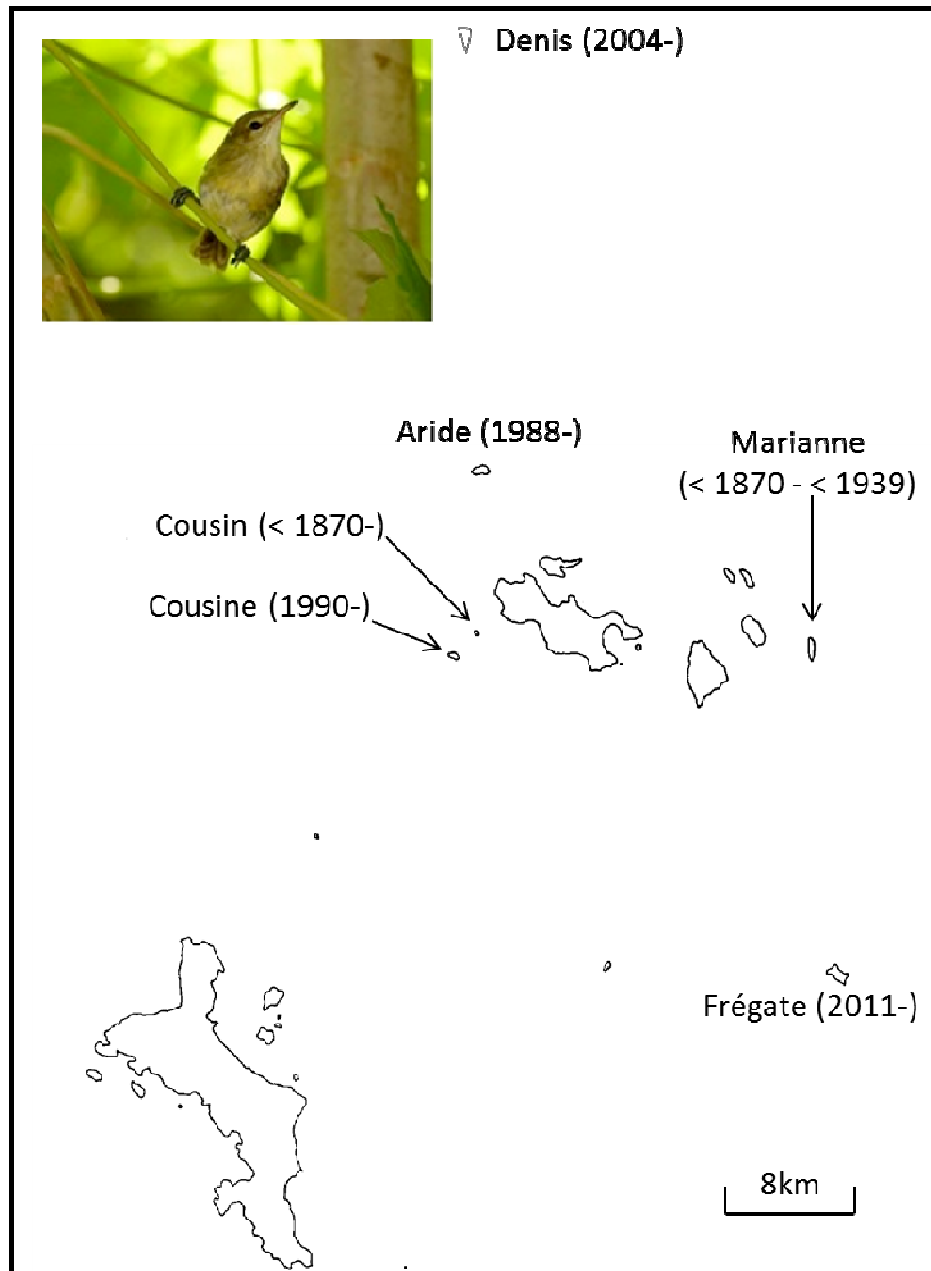 Denis (2004-)
Aride (1988-)
Marianne
(< 1870 - < 1939)
Cousin (< 1870-)
Cousine (1990-)
Frégate (2011-)
8km